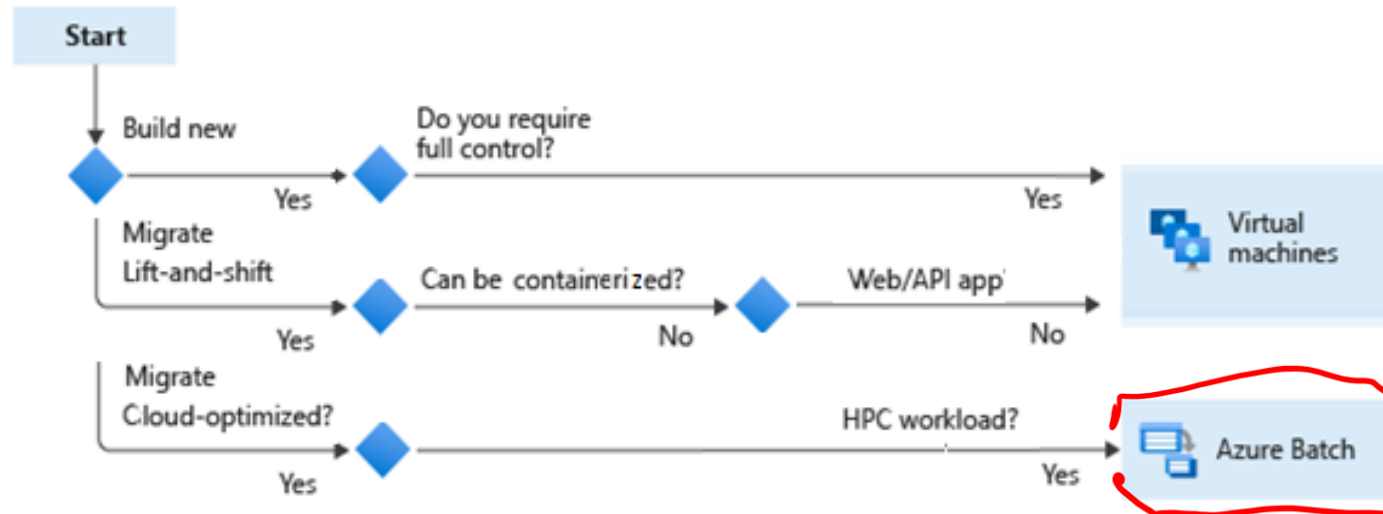 Start
Build new
Do you require
full control?
Yes
Yes
Virtual
machines
Migrate
Lift-and-shift
Can be containerized?
Web/API app
Yes
No
No
Migrate
Cloud-optimized?
HPC workload?
Azure Batch
Yes
Yes